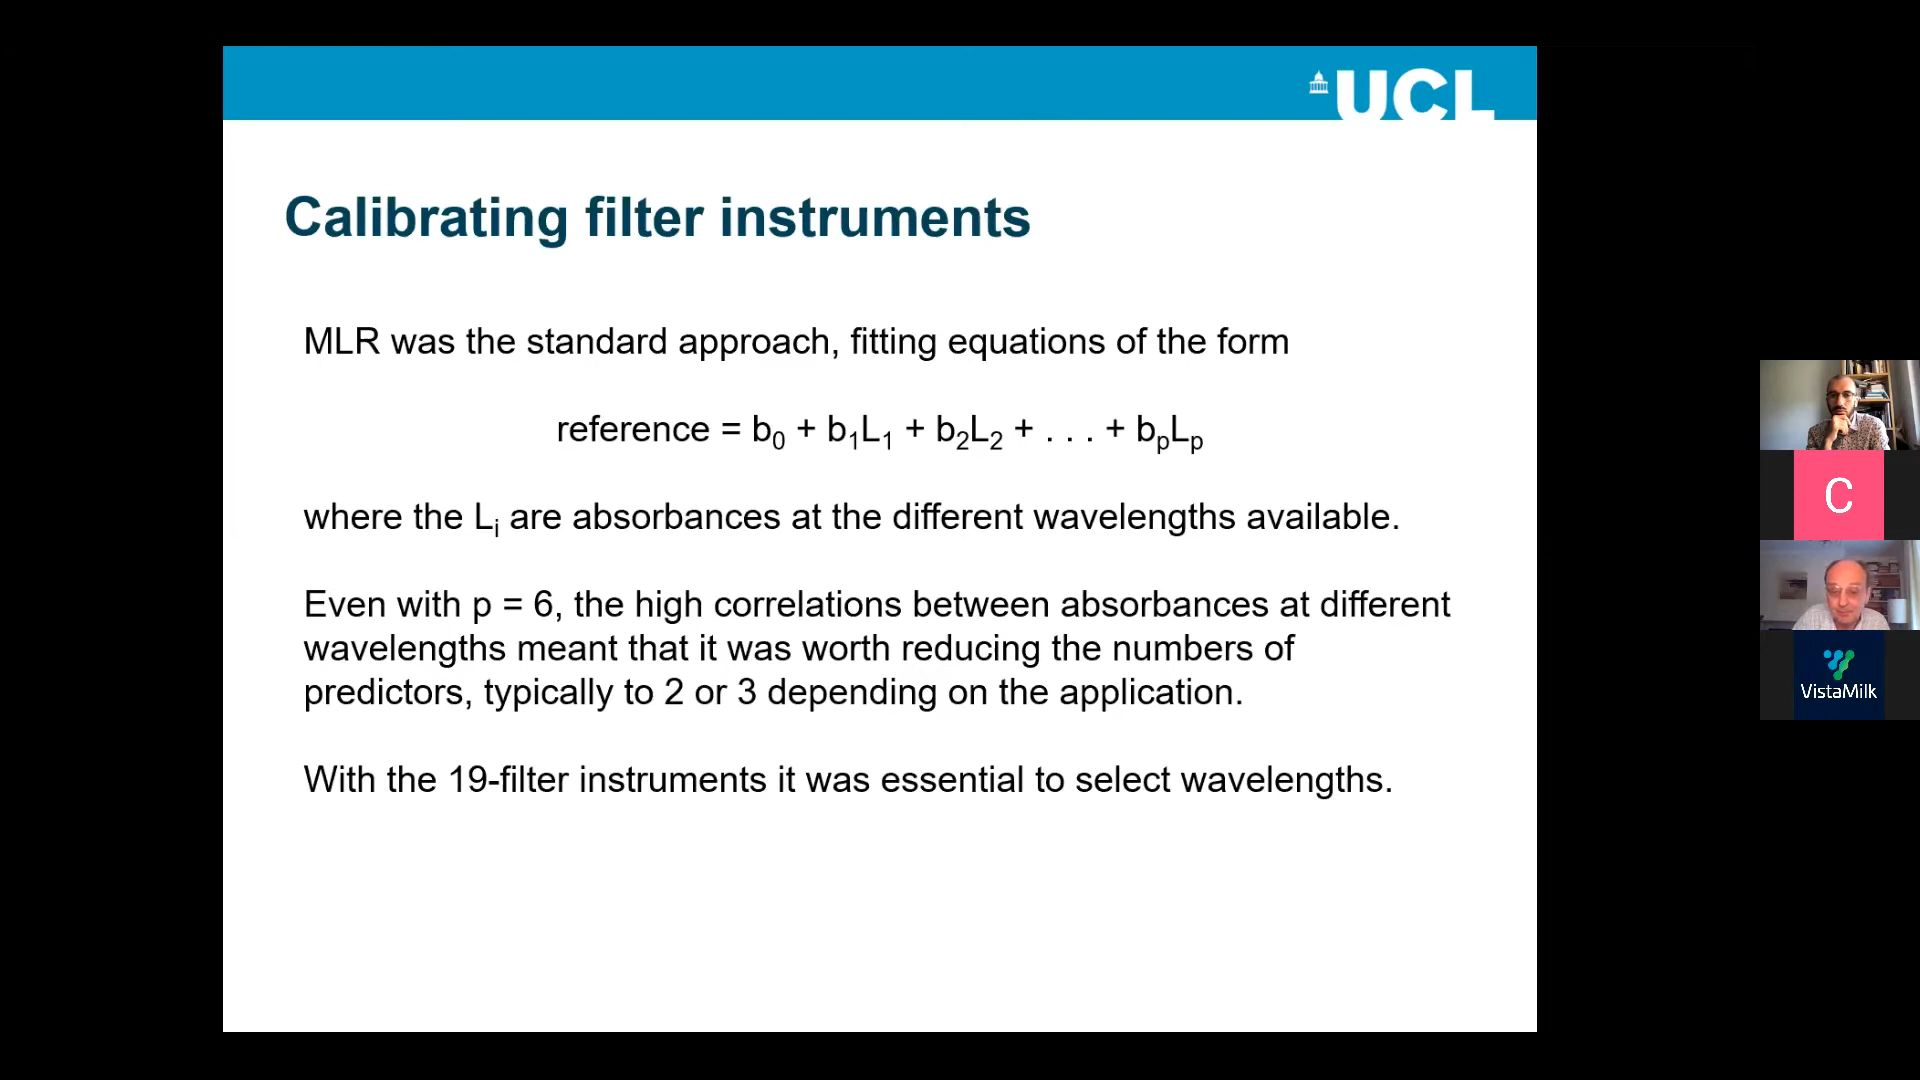 UCL
Calibrating filter instruments
MLR was the standard approach, fitting equations of the form
reference = b₀ + b₁L₁ + b₂L₂ + . . . + bₚLₚ
where the Lᵢ are absorbances at the different wavelengths available.
Even with p = 6, the high correlations between absorbances at different
wavelengths meant that it was worth reducing the numbers of
predictors, typically to 2 or 3 depending on the application.
With the 19-filter instruments it was essential to select wavelengths.
C
VistaMilk